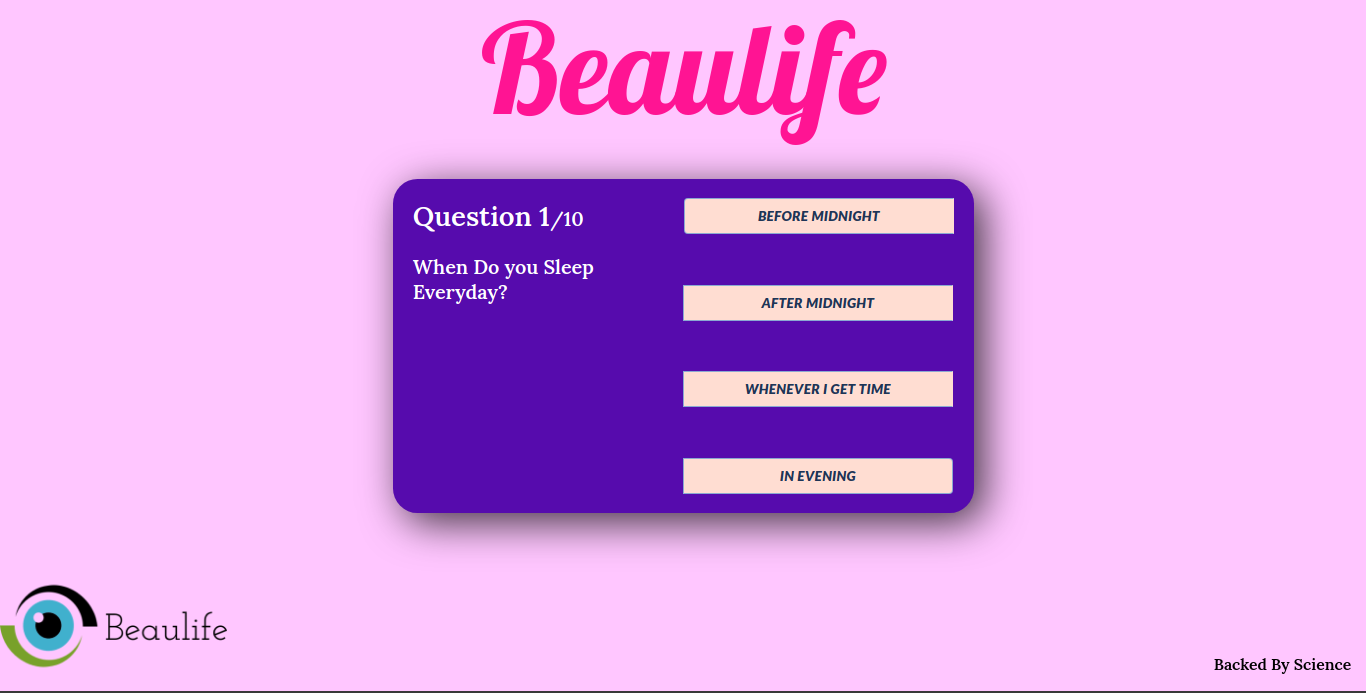 Beaulife
Question 1/10
When Do you Sleep
Everyday?
BEFORE MIDNIGHT
AFTER MIDNIGHT
WHENEVER I GET TIME
IN EVENING
Beaulife
Backed By Science